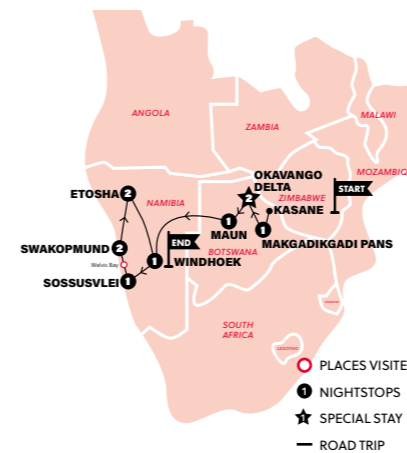 ANGOLA
ZAMBIA
MALAWI
MOZAMBIQ
OKAVANGO
DELTA
2
ZIMBABWE
START
KASANE
ETOSHA
2
NAMIBIA
1
MAUN
1
MAKGADIKGADI PANS
BOTSWANA
SWAKOPMUND
2
Walvis Bay
END
1
WINDHOEK
SOSSUSVLEI
1
SOUTH
AFRICA
LESOTHO
PLACES VISITE
1 NIGHTSTOPS
1 SPECIAL STAY
ROAD TRIP